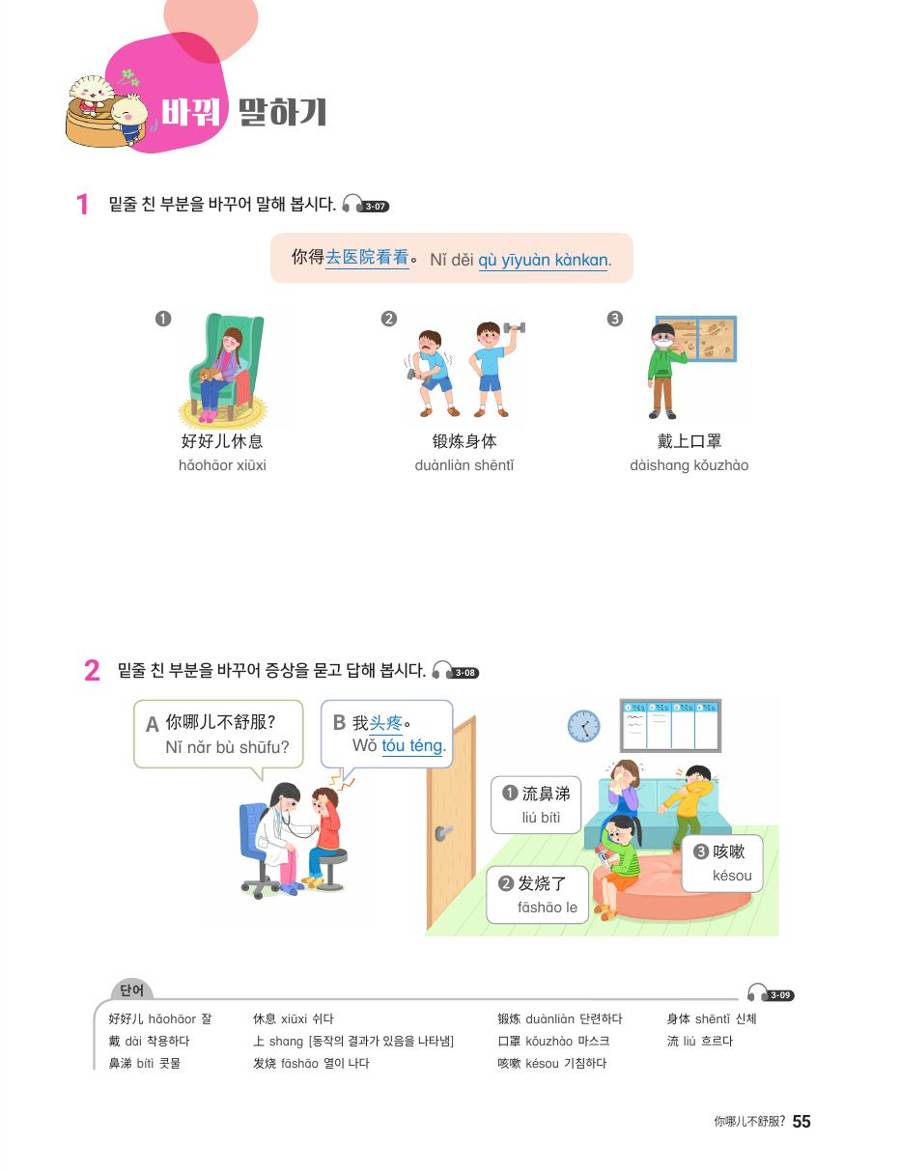 바꿔 말하기
1 밑줄 친 부분을 바꾸어 말해 봅시다. 3-07
你得去医院看看。 Nǐ děi qù yīyuàn kànkan.
1
好好儿休息
hǎohāor xiūxi
2
锻炼身体
duànliàn shēntǐ
3
戴上口罩
dàishang kǒuzhào
2 밑줄 친 부분을 바꾸어 증상을 묻고 답해 봅시다. 3-08
A 你哪儿不舒服?
Nǐ nǎr bù shūfu?
B 我头疼。
Wǒ tóu téng.
1 流鼻涕
liú bítì
2 发烧了
fāshāo le
3 咳嗽
késou
단어
3-09
好好儿 hǎohāor 잘 休息 xiūxi 쉬다 锻炼 duànliàn 단련하다 身体 shēntǐ 신체
戴 dài 착용하다 上 shang [동작의 결과가 있음을 나타냄] 口罩 kǒuzhào 마스크 流 liú 흐르다
鼻涕 bítì 콧물 发烧 fāshāo 열이 나다 咳嗽 késou 기침하다
你哪儿不舒服? 55